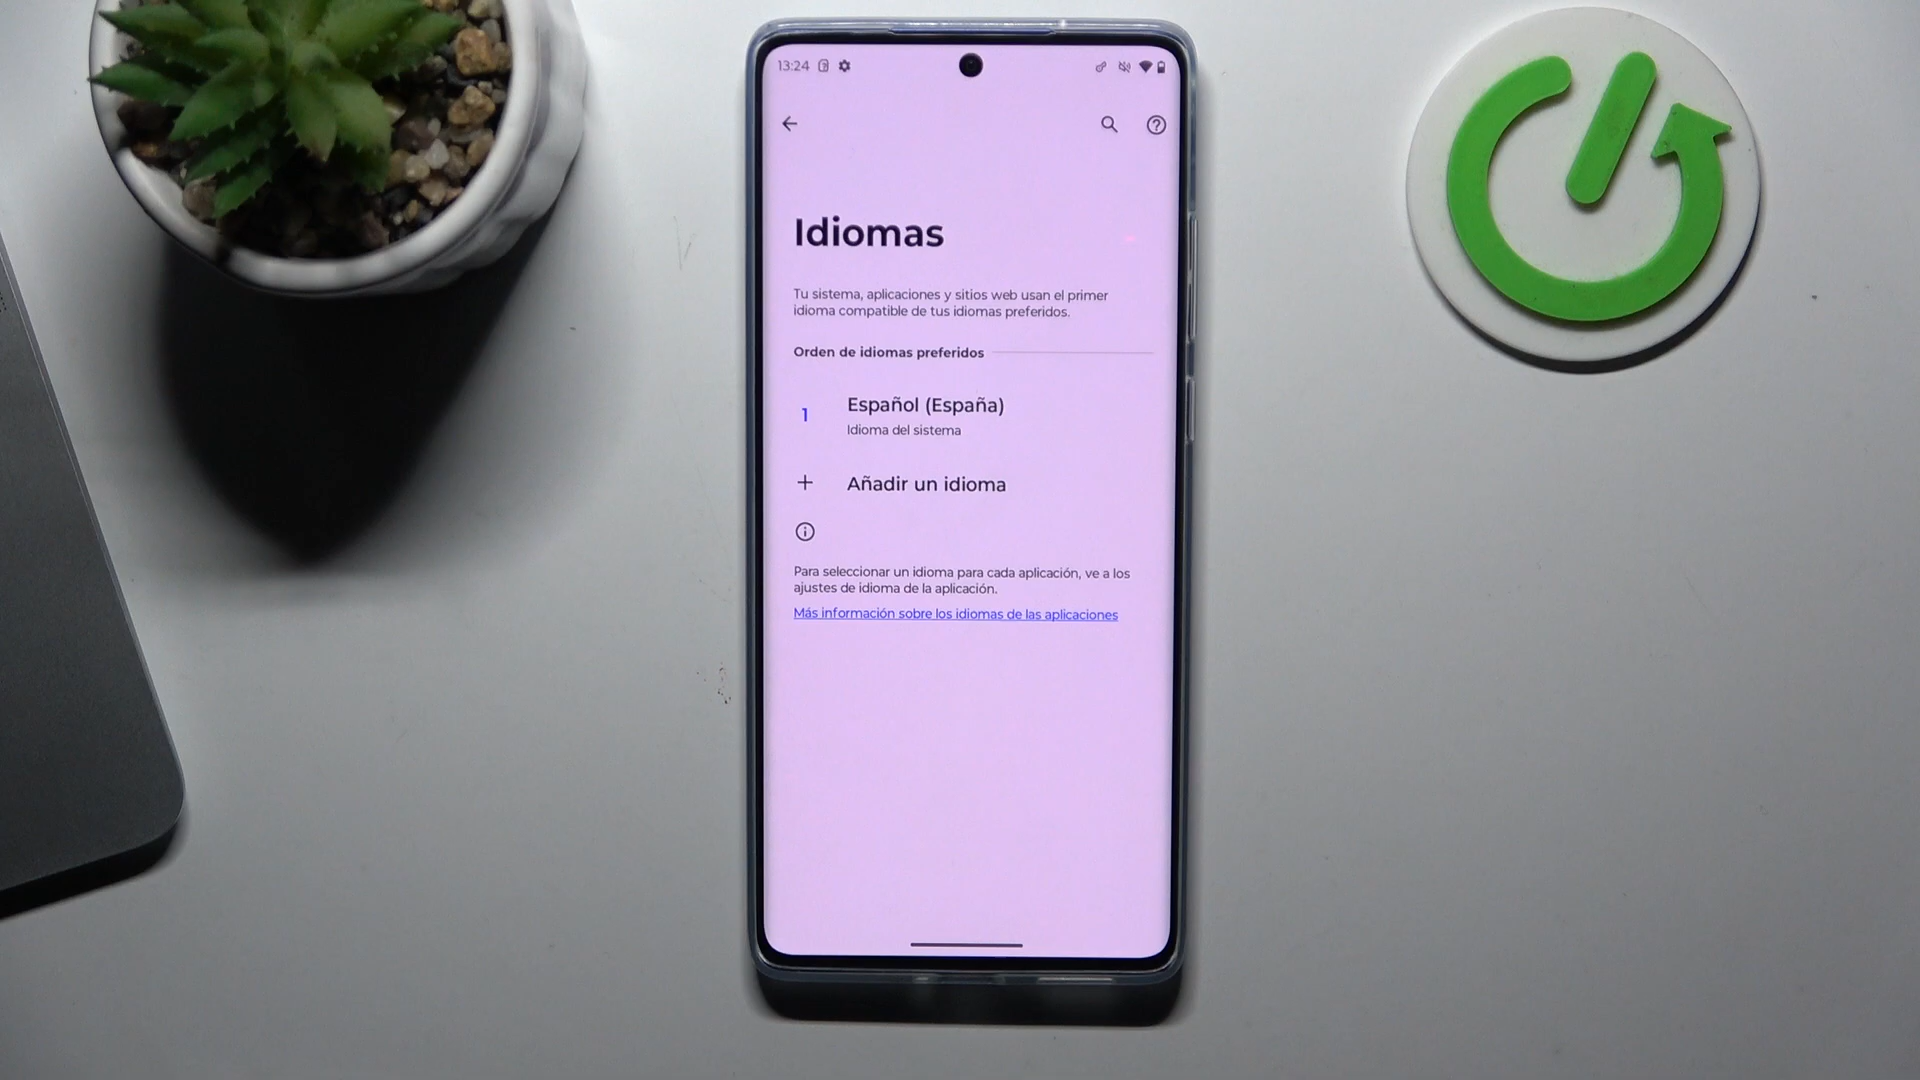 13:24
Idiomas
Tu sistema, aplicaciones y sitios web usan el primer
idioma compatible de tus idiomas preferidos.
Orden de idiomas preferidos
1
Español (España)
Idioma del sistema
+ Añadir un idioma
Para seleccionar un idioma para cada aplicación, ve a los
ajustes de idioma de la aplicación.
Más información sobre los idiomas de las aplicaciones